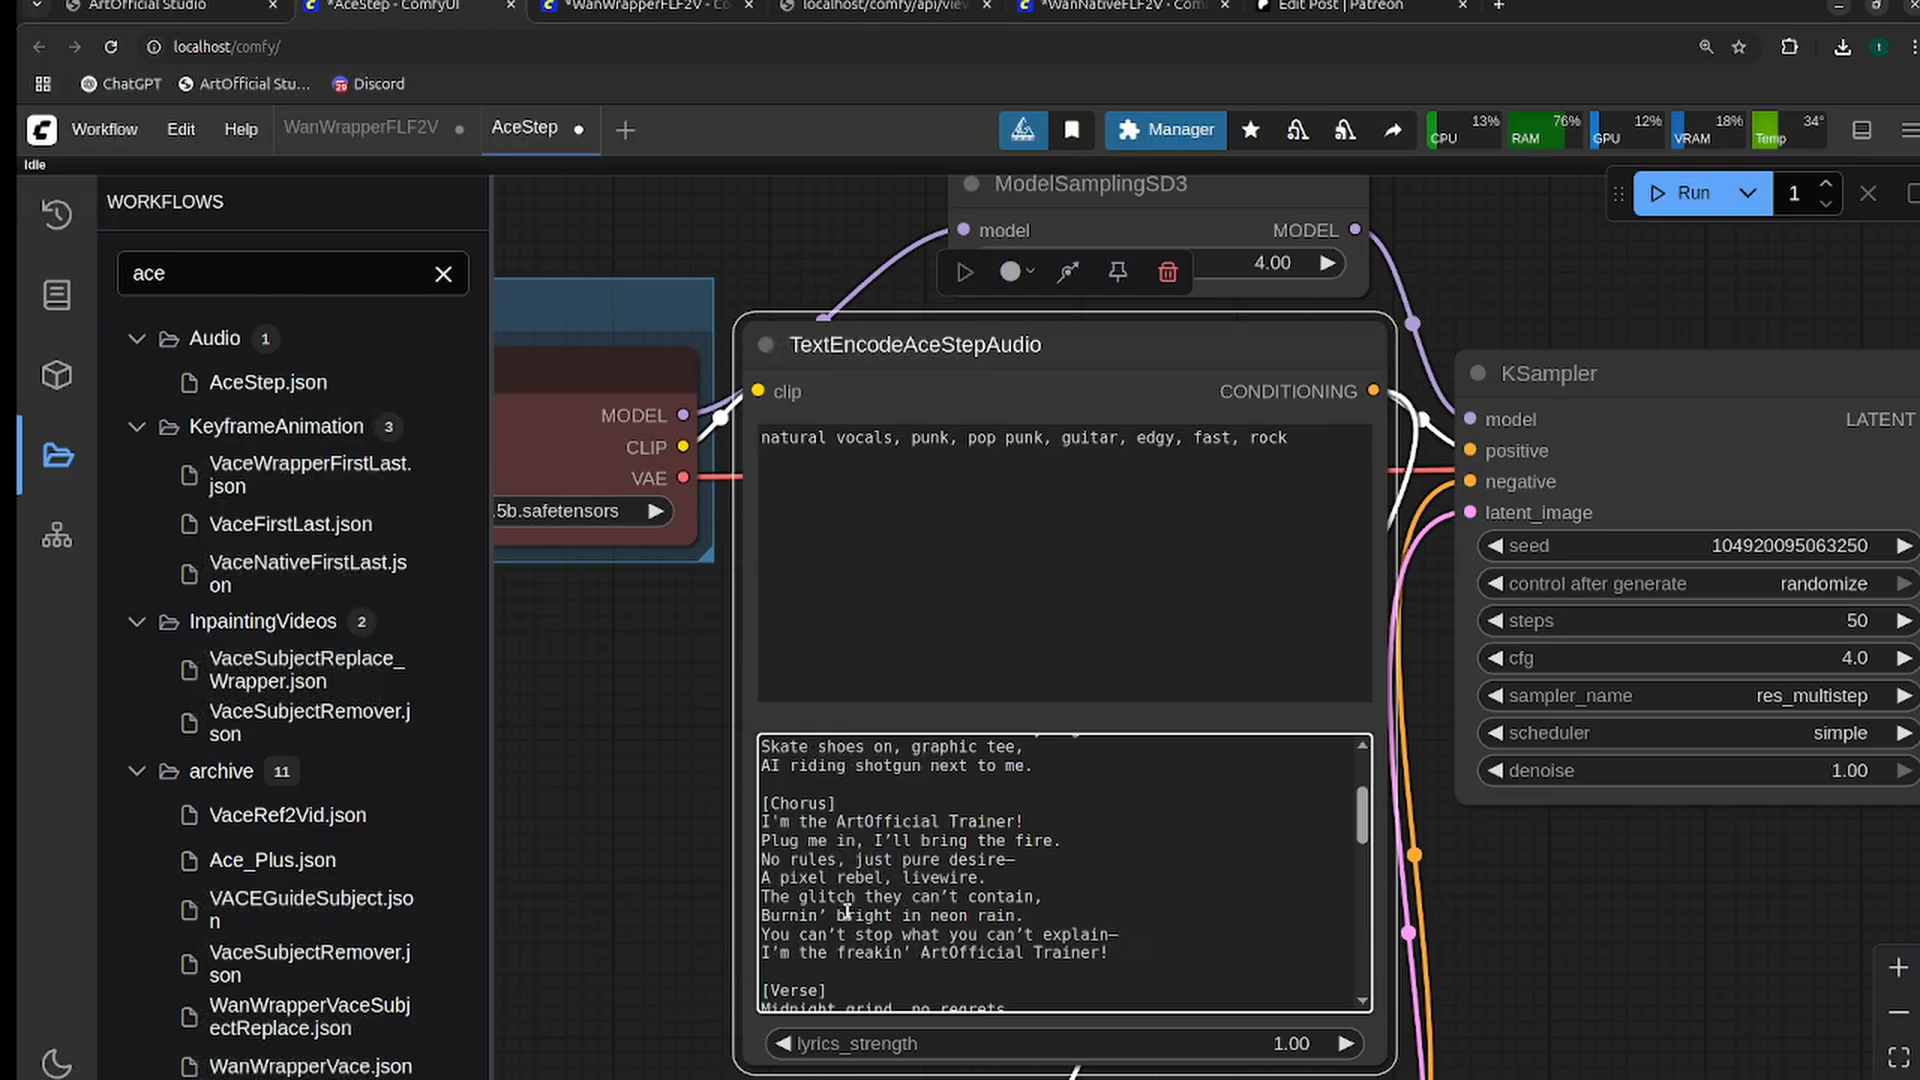 ArtOfficial Studio
*AceStep - ComfyUI
*WanWrapperFLF2V - Co
localhost/comfy/api/view
*WanNativeFLF2V - Com
Edit Post | Patreon
localhost/comfy/
t
ChatGPT
ArtOfficial Stu...
Discord
Workflow
Edit
Help
WanWrapperFLF2V
AceStep
Manager
CPU 13%
RAM 76%
GPU 12%
VRAM 18%
Temp 34°
Idle
WORKFLOWS
ace
Audio 1
AceStep.json
KeyframeAnimation 3
VaceWrapperFirstLast.
json
VaceFirstLast.json
VaceNativeFirstLast.js
on
InpaintingVideos 2
VaceSubjectReplace_
Wrapper.json
VaceSubjectRemover.j
son
archive 11
VaceRef2Vid.json
Ace_Plus.json
VACEGuideSubject.jso
n
VaceSubjectRemover.j
son
WanWrapperVaceSubj
ectReplace.json
WanWrapperVace.json
MODEL
CLIP
VAE
.5b.safetensors
ModelSamplingSD3
model
MODEL
4.00
Run
1
TextEncodeAceStepAudio
clip
CONDITIONING
natural vocals, punk, pop punk, guitar, edgy, fast, rock
Skate shoes on, graphic tee,
AI riding shotgun next to me.
[Chorus]
I'm the ArtOfficial Trainer!
Plug me in, I’ll bring the fire.
No rules, just pure desire—
A pixel rebel, livewire.
The glitch they can’t contain,
Burnin’ bright in neon rain.
You can’t stop what you can’t explain—
I'm the freakin’ ArtOfficial Trainer!
[Verse]
Midnight grind, no regrets
lyrics_strength
1.00
KSampler
model
LATENT
positive
negative
latent_image
seed
104920095063250
control after generate
randomize
steps
50
cfg
4.0
sampler_name
res_multistep
scheduler
simple
denoise
1.00